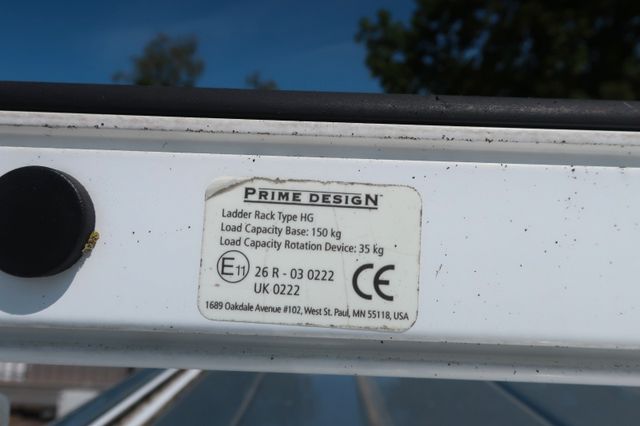 PRIME DESIGN
Ladder Rack Type HG
Load Capacity Base: 150 kg
Load Capacity Rotation Device: 35 kg
E11 26 R - 03 0222 CE
UK 0222
1689 Oakdale Avenue #102, West St. Paul, MN 55118, USA